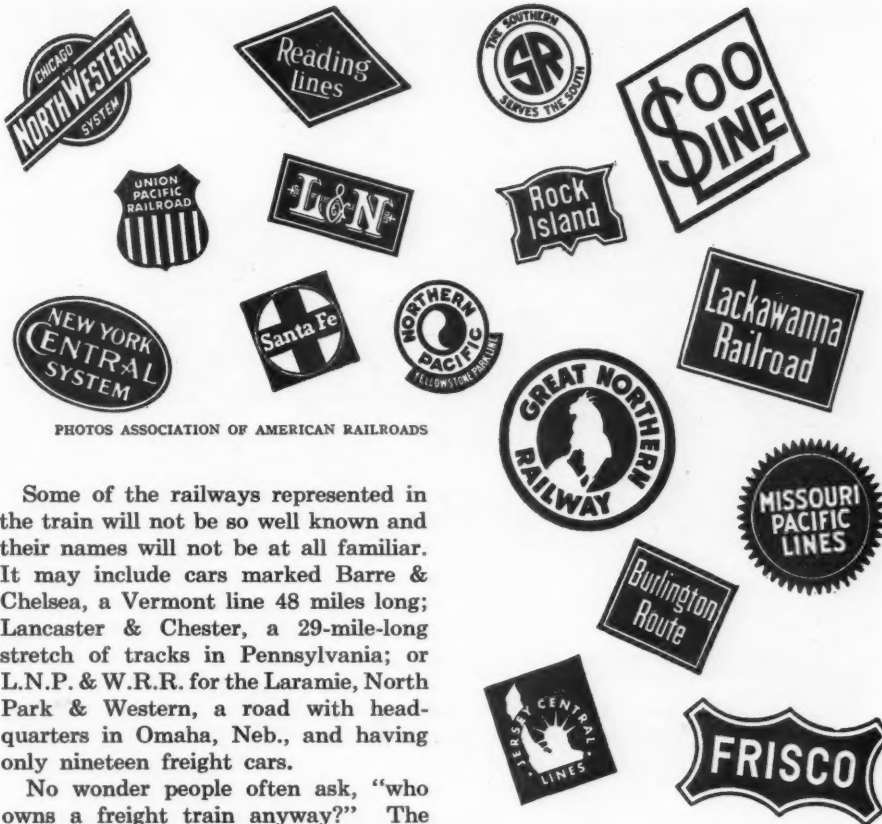 CHICAGO
AND
NORTH WESTERN
SYSTEM
Reading
Lines
THE SOUTHERN
SR
SERVES THE SOUTH
SOO
LINE
UNION
PACIFIC
RAILROAD
L&N
Rock
Island
NEW YORK
CENTRAL
SYSTEM
Santa Fe
NORTHERN
PACIFIC
YELLOWSTONE PARK LINE
Lackawanna
Railroad
GREAT NORTHERN
RAILWAY
MISSOURI
PACIFIC
LINES
Burlington
Route
JERSEY CENTRAL
LINES
FRISCO
PHOTOS ASSOCIATION OF AMERICAN RAILROADS
Some of the railways represented in
the train will not be so well known and
their names will not be at all familiar.
It may include cars marked Barre &
Chelsea, a Vermont line 48 miles long;
Lancaster & Chester, a 29-mile-long
stretch of tracks in Pennsylvania; or
L.N.P. & W.R.R. for the Laramie, North
Park & Western, a road with head-
quarters in Omaha, Neb., and having
only nineteen freight cars.
No wonder people often ask, “who
owns a freight train anyway?” The